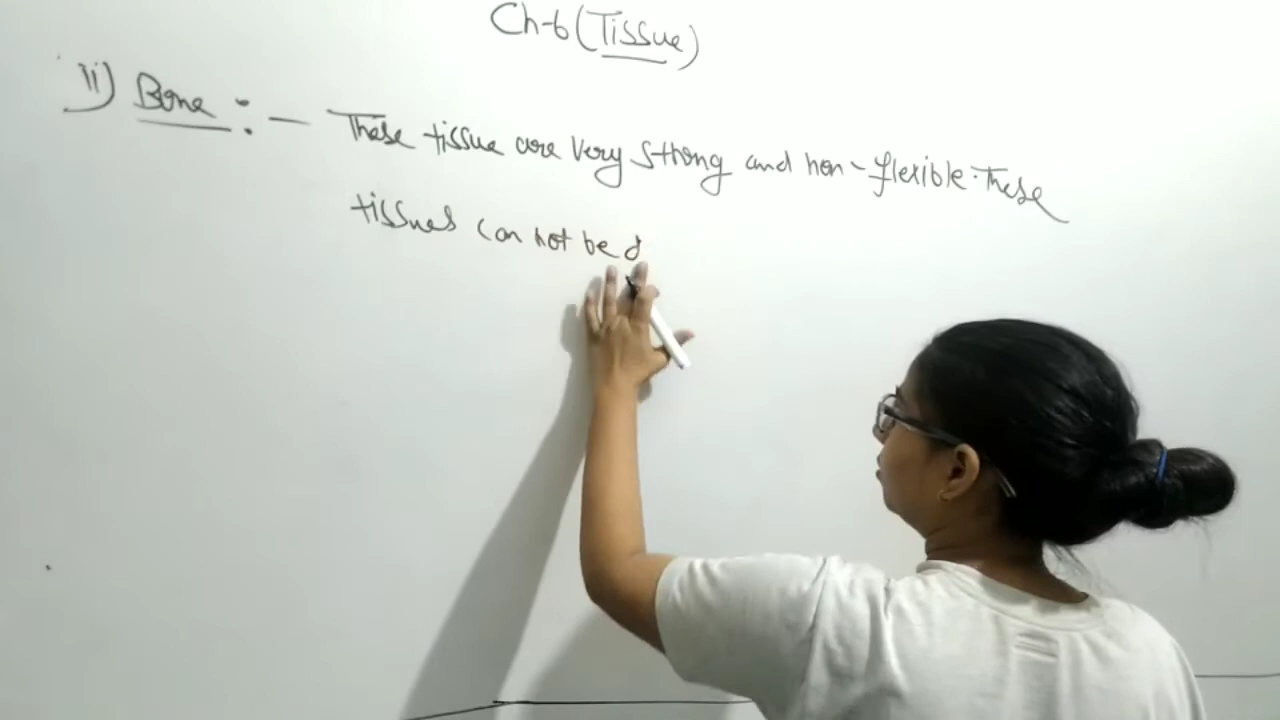 Ch-6 (Tissue)
ii) Bone :- These tissue are very strong and non-flexible. These
tissues can not be d